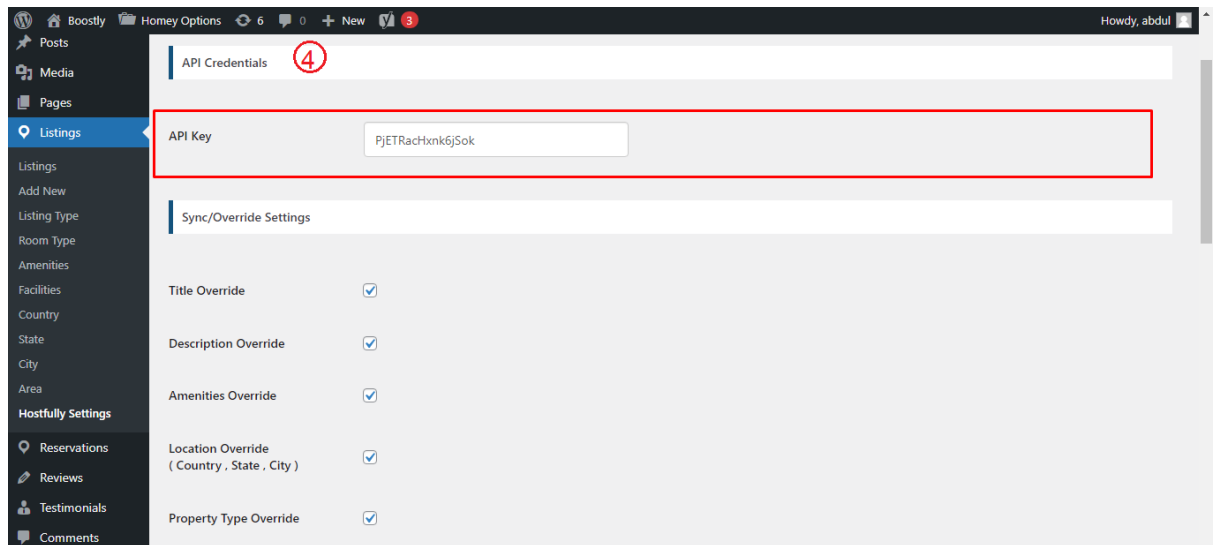 Boostly Homey Options 6 0 + New 3 Howdy, abdul
Posts
Media
Pages
Listings
Listings
Add New
Listing Type
Room Type
Amenities
Facilities
Country
State
City
Area
Hostfully Settings
Reservations
Reviews
Testimonials
Comments
API Credentials 4
API Key PjETRacHxnk6jSok
Sync/Override Settings
Title Override
Description Override
Amenities Override
Location Override
( Country , State , City )
Property Type Override